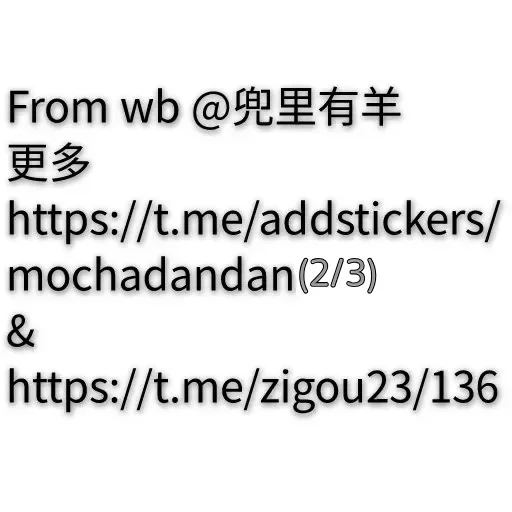 From wb @兜里有羊
更多
https://t.me/addstickers/
mochadandan(2/3)
&
https://t.me/zigou23/136